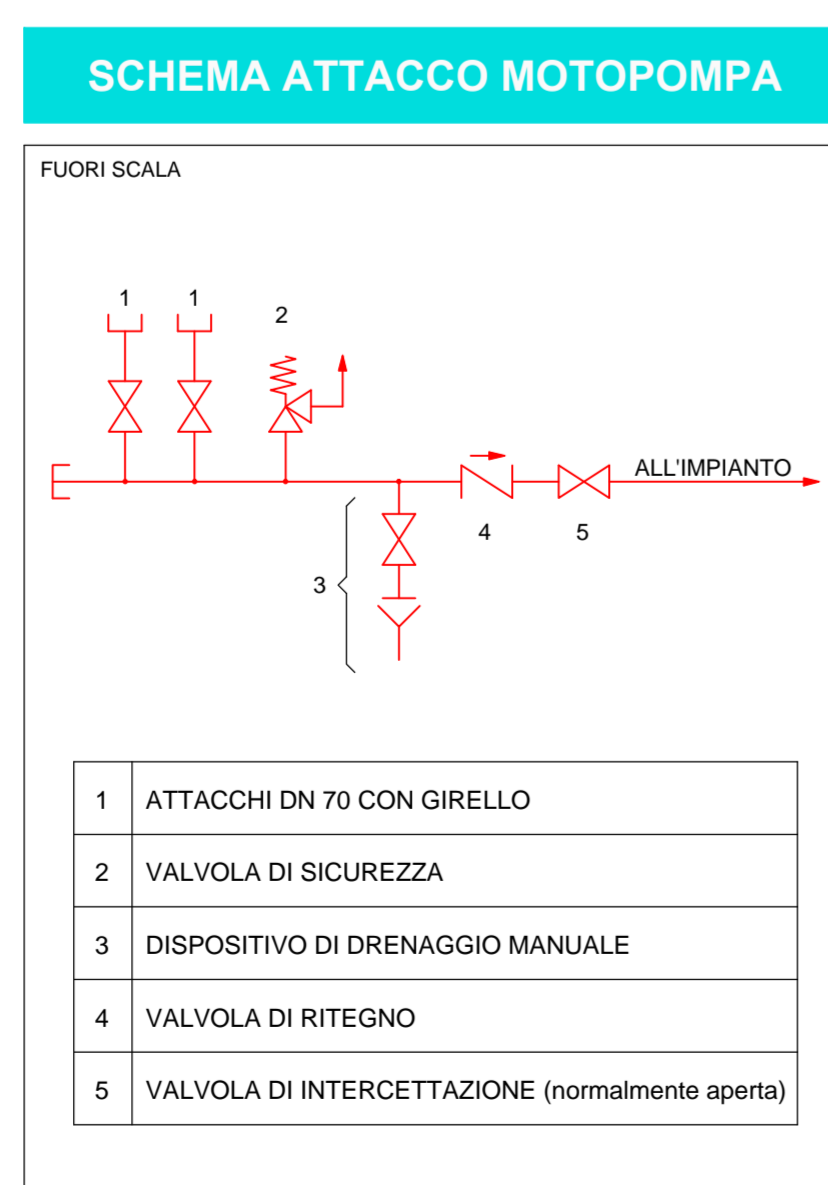 SCHEMA ATTACCO MOTOPOMPA
FUORI SCALA
1 1 2
ALL'IMPIANTO
4 5
3
1 ATTACCHI DN 70 CON GIRELLO
2 VALVOLA DI SICUREZZA
3 DISPOSITIVO DI DRENAGGIO MANUALE
4 VALVOLA DI RITEGNO
5 VALVOLA DI INTERCETTAZIONE (normalmente aperta)